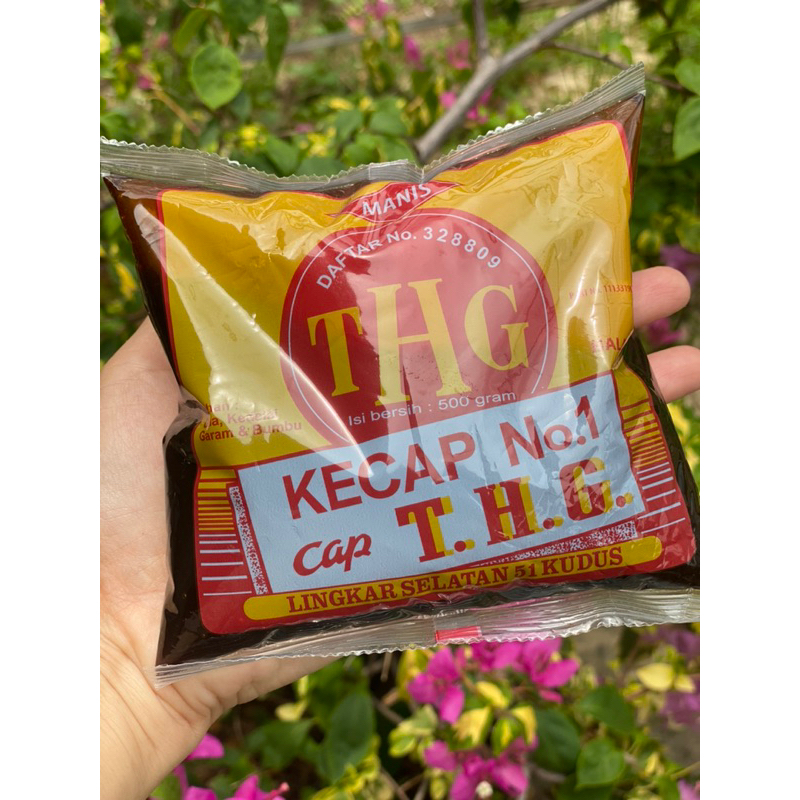 MANIS
DAFTAR No. 328809
THG
Isi bersih : 500 gram
Garam & Bumbu
KECAP No.1
cap T.H.G.
LINGKAR SELATAN 51 KUDUS